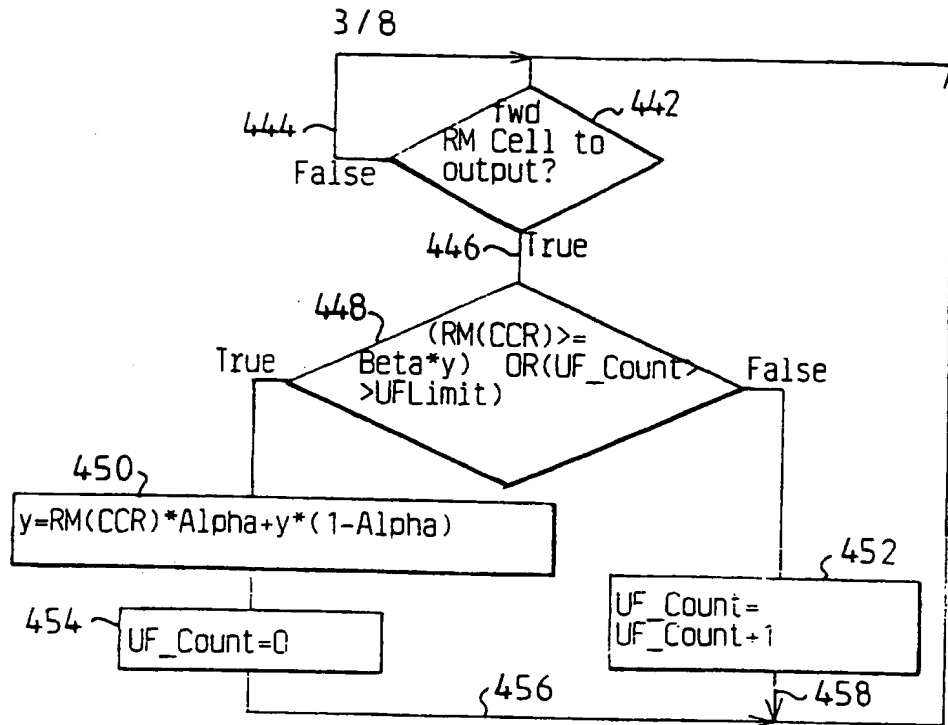 3/8
442
444
fwd
RM Cell to
output?
False
446
True
448
(RM(CCR)>=
Beta*y) OR(UF_Count>
>UFLimit)
True
False
450
y=RM(CCR)*Alpha+y*(1-Alpha)
452
UF_Count=
UF_Count+1
454
UF_Count=0
456
458